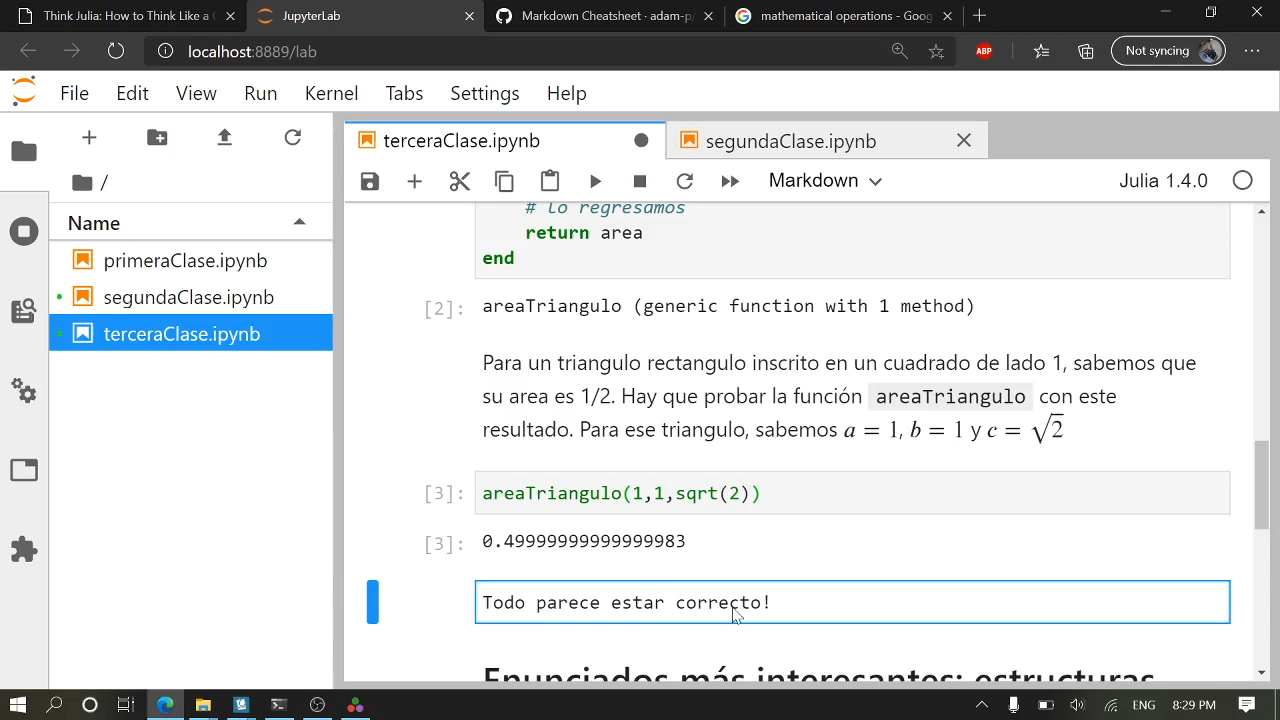 Think Julia: How to Think Like a C
JupyterLab
Markdown Cheatsheet · adam-p
mathematical operations - Goog
localhost:8889/lab
ABP
Not syncing
File
Edit
View
Run
Kernel
Tabs
Settings
Help
/
Name
primeraClase.ipynb
segundaClase.ipynb
terceraClase.ipynb
terceraClase.ipynb
segundaClase.ipynb
Markdown
Julia 1.4.0
# lo regresamos
return area
end
[2]: areaTriangulo (generic function with 1 method)
Para un triangulo rectangulo inscrito en un cuadrado de lado 1, sabemos que
su area es 1/2. Hay que probar la función areaTriangulo con este
resultado. Para ese triangulo, sabemos a = 1, b = 1 y c = √2
[3]: areaTriangulo(1,1,sqrt(2))
[3]: 0.49999999999999983
Todo parece estar correcto!
Enunciados más interesantes: estructuras
ENG
8:29 PM